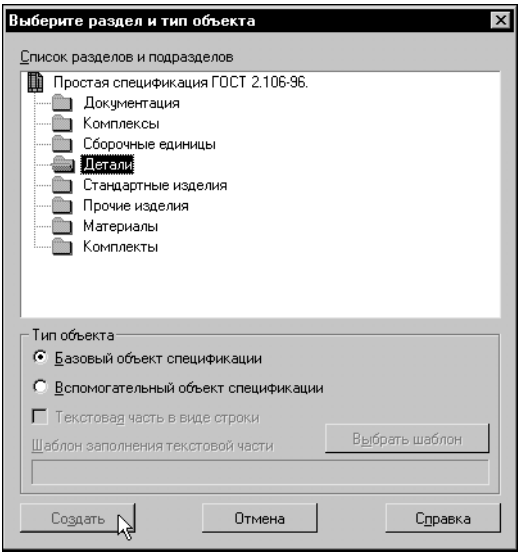 Выберите раздел и тип объекта
Список разделов и подразделов
Простая спецификация ГОСТ 2.106-96.
Документация
Комплексы
Сборочные единицы
Детали
Стандартные изделия
Прочие изделия
Материалы
Комплекты
Тип объекта
Базовый объект спецификации
Вспомогательный объект спецификации
Текстовая часть в виде строки
Шаблон заполнения текстовой части
Выбрать шаблон
Создать Отмена Справка